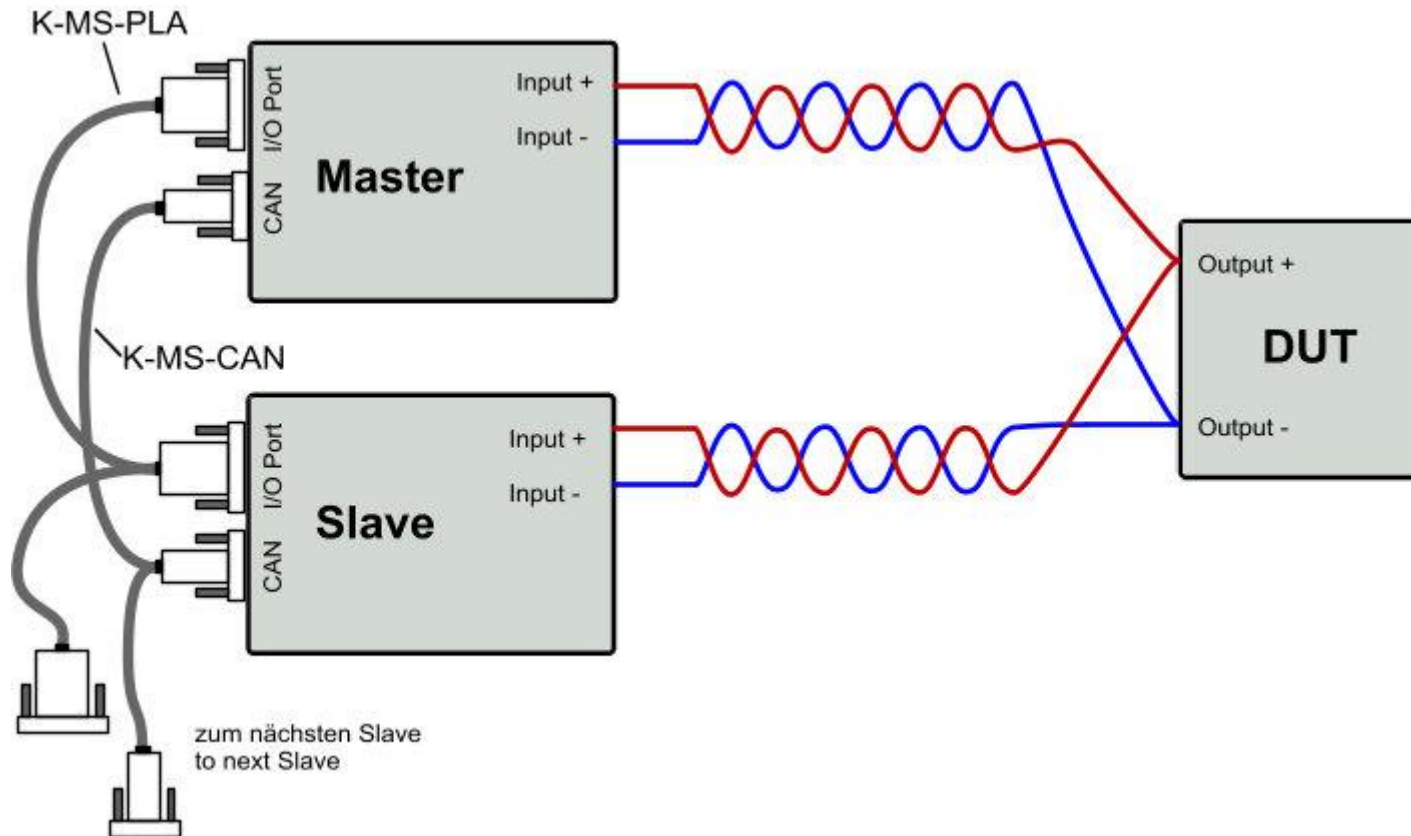 K-MS-PLA
I/O Port
CAN
Master
Input +
Input -
K-MS-CAN
I/O Port
CAN
Slave
Input +
Input -
Output +
DUT
Output -
zum nächsten Slave
to next Slave